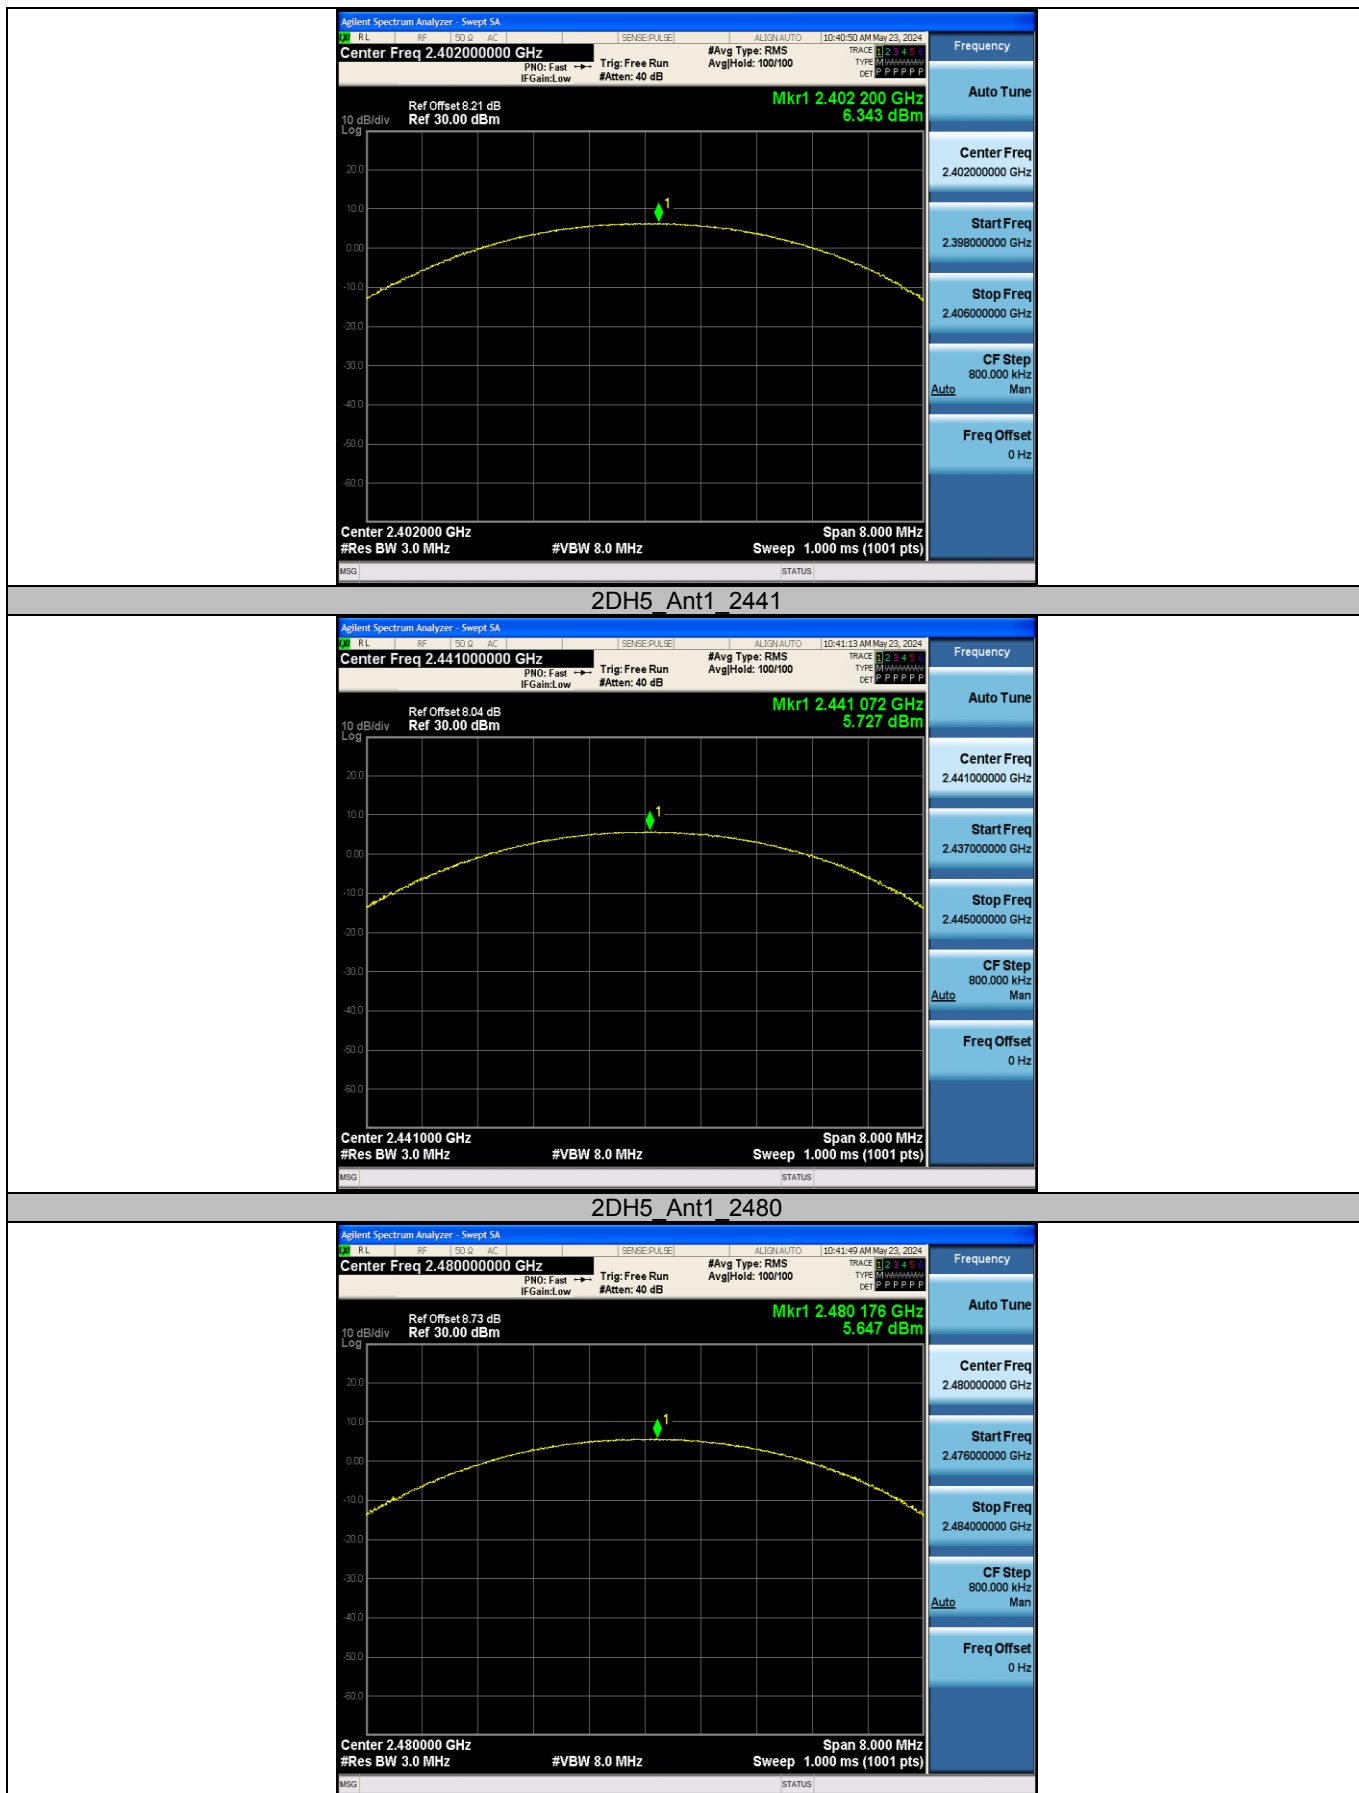 Agilent Spectrum Analyzer - Swept SA
RL RF 50 Ω AC SENSE:PULSE ALIGN AUTO 10:40:50 AM May 23, 2024
Center Freq 2.402000000 GHz
PNO: Fast
IFGain:Low
Trig: Free Run
#Atten: 40 dB
#Avg Type: RMS
Avg|Hold: 100/100
TRACE 1 2 3 4 5 6
TYPE M
DET P P P P P P
Ref Offset 8.21 dB
Ref 30.00 dBm
10 dB/div
Log
Mkr1 2.402 200 GHz
6.343 dBm
20.0
10.0
0.00
-10.0
-20.0
-30.0
-40.0
-50.0
-60.0
1
Center 2.402000 GHz
Span 8.000 MHz
#Res BW 3.0 MHz
#VBW 8.0 MHz
Sweep 1.000 ms (1001 pts)
MSG
STATUS
Frequency
Auto Tune
Center Freq
2.402000000 GHz
Start Freq
2.398000000 GHz
Stop Freq
2.406000000 GHz
CF Step
800.000 kHz
Auto Man
Freq Offset
0 Hz
2DH5_Ant1_2441
Agilent Spectrum Analyzer - Swept SA
RL RF 50 Ω AC SENSE:PULSE ALIGN AUTO 10:41:13 AM May 23, 2024
Center Freq 2.441000000 GHz
PNO: Fast
IFGain:Low
Trig: Free Run
#Atten: 40 dB
#Avg Type: RMS
Avg|Hold: 100/100
TRACE 1 2 3 4 5 6
TYPE M
DET P P P P P P
Ref Offset 8.04 dB
Ref 30.00 dBm
10 dB/div
Log
Mkr1 2.441 072 GHz
5.727 dBm
20.0
10.0
0.00
-10.0
-20.0
-30.0
-40.0
-50.0
-60.0
1
Center 2.441000 GHz
Span 8.000 MHz
#Res BW 3.0 MHz
#VBW 8.0 MHz
Sweep 1.000 ms (1001 pts)
MSG
STATUS
Frequency
Auto Tune
Center Freq
2.441000000 GHz
Start Freq
2.437000000 GHz
Stop Freq
2.445000000 GHz
CF Step
800.000 kHz
Auto Man
Freq Offset
0 Hz
2DH5_Ant1_2480
Agilent Spectrum Analyzer - Swept SA
RL RF 50 Ω AC SENSE:PULSE ALIGN AUTO 10:41:49 AM May 23, 2024
Center Freq 2.480000000 GHz
PNO: Fast
IFGain:Low
Trig: Free Run
#Atten: 40 dB
#Avg Type: RMS
Avg|Hold: 100/100
TRACE 1 2 3 4 5 6
TYPE M
DET P P P P P P
Ref Offset 8.73 dB
Ref 30.00 dBm
10 dB/div
Log
Mkr1 2.480 176 GHz
5.647 dBm
20.0
10.0
0.00
-10.0
-20.0
-30.0
-40.0
-50.0
-60.0
1
Center 2.480000 GHz
Span 8.000 MHz
#Res BW 3.0 MHz
#VBW 8.0 MHz
Sweep 1.000 ms (1001 pts)
MSG
STATUS
Frequency
Auto Tune
Center Freq
2.480000000 GHz
Start Freq
2.476000000 GHz
Stop Freq
2.484000000 GHz
CF Step
800.000 kHz
Auto Man
Freq Offset
0 Hz